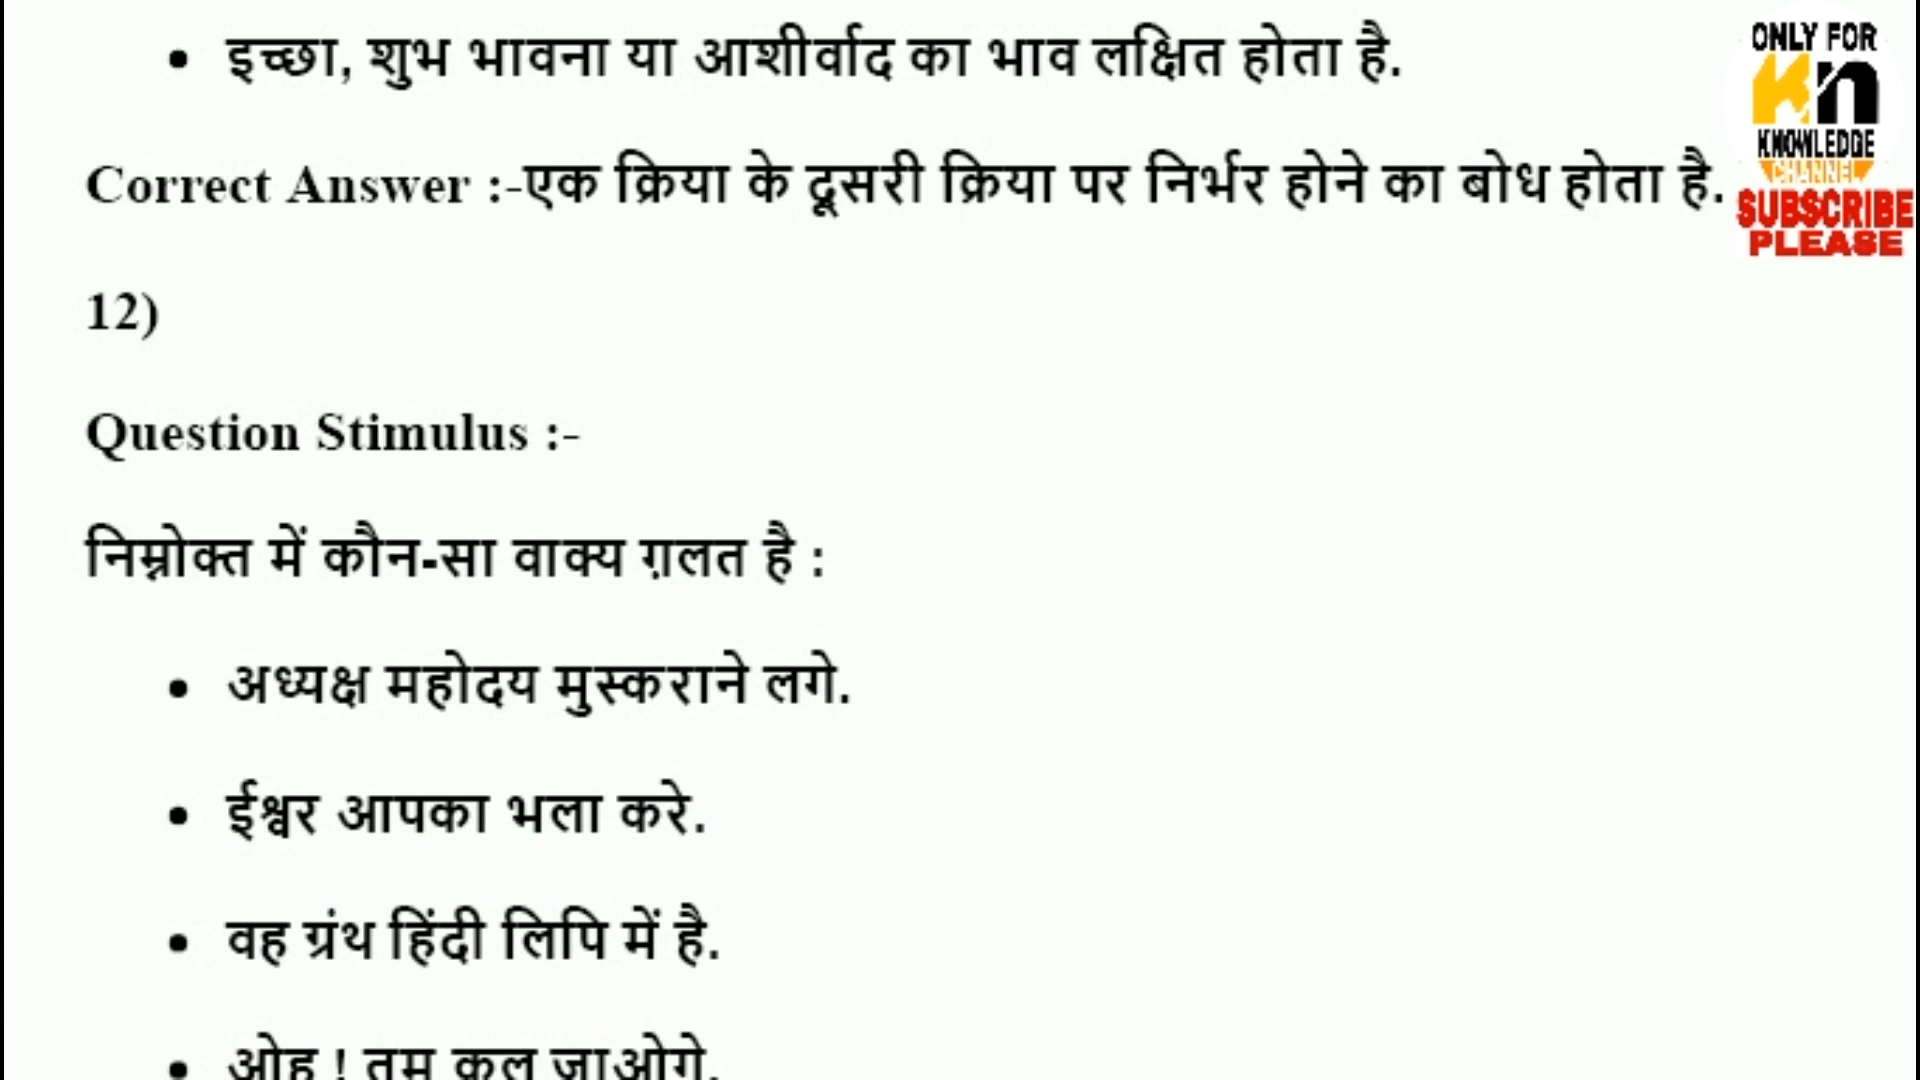 • इच्छा, शुभ भावना या आशीर्वाद का भाव लक्षित होता है.
Correct Answer :-एक क्रिया के दूसरी क्रिया पर निर्भर होने का बोध होता है.
12)
Question Stimulus :-
निम्नोक्त में कौन-सा वाक्य ग़लत है :
• अध्यक्ष महोदय मुस्कराने लगे.
• ईश्वर आपका भला करे.
• वह ग्रंथ हिंदी लिपि में है.
• ओह ! तुम कल जाओगे.
ONLY FOR
Kn
KNOWLEDGE
CHANNEL
SUBSCRIBE
PLEASE